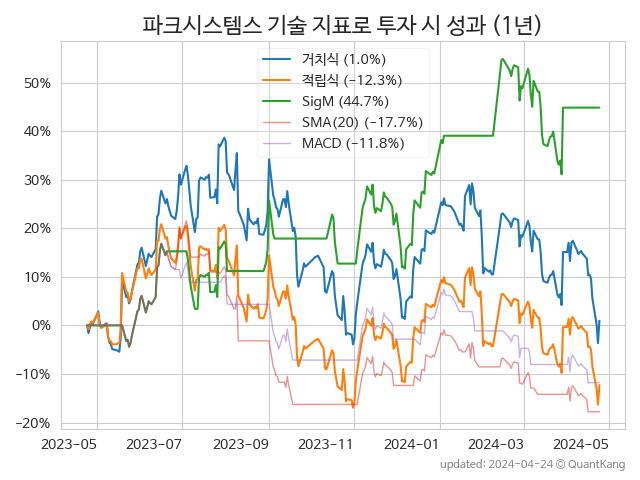 파크시스템스 기술 지표로 투자 시 성과 (1년)
거치식 (1.0%)
적립식 (−12.3%)
SigM (44.7%)
SMA(20) (−17.7%)
MACD (−11.8%)
50%
40%
30%
20%
10%
0%
−10%
−20%
2023-05 2023-07 2023-09 2023-11 2024-01 2024-03 2024-05
updated: 2024-04-24 © QuantKang